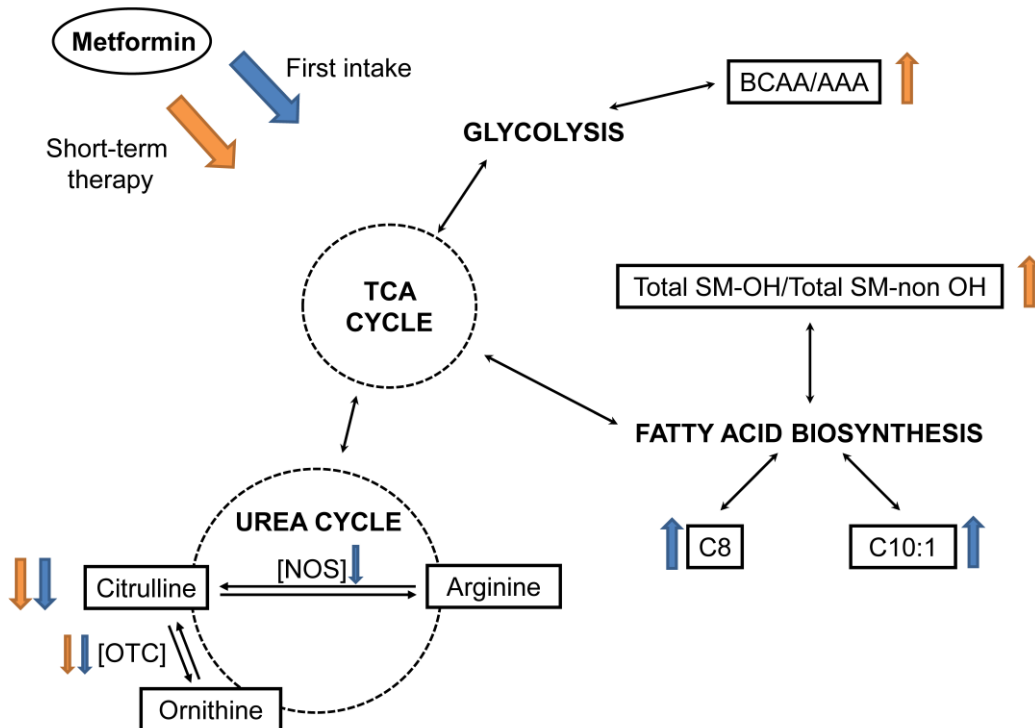 Metformin
First intake
Short-term
therapy
BCAA/AAA
GLYCOLYSIS
TCA
CYCLE
Total SM-OH/Total SM-non OH
FATTY ACID BIOSYNTHESIS
C8
C10:1
UREA CYCLE
[NOS]
Citrulline
Arginine
[OTC]
Ornithine